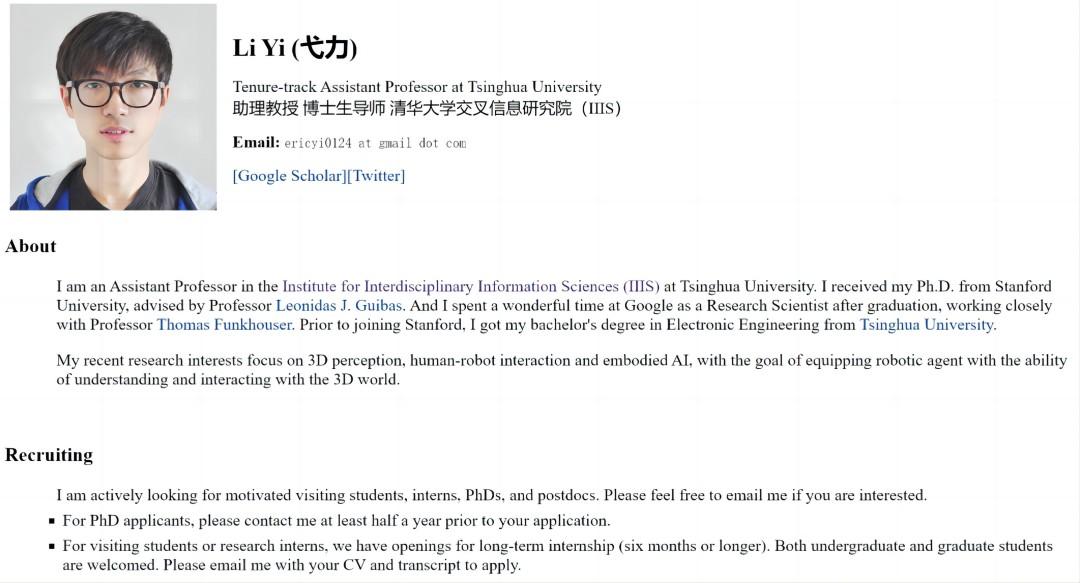 Li Yi (弋力)
Tenure-track Assistant Professor at Tsinghua University
助理教授 博士生导师 清华大学交叉信息研究院（IIIS）
Email: ericyi0124 at gmail dot com
[Google Scholar][Twitter]
About
I am an Assistant Professor in the Institute for Interdisciplinary Information Sciences (IIIS) at Tsinghua University. I received my Ph.D. from Stanford
University, advised by Professor Leonidas J. Guibas. And I spent a wonderful time at Google as a Research Scientist after graduation, working closely
with Professor Thomas Funkhouser. Prior to joining Stanford, I got my bachelor's degree in Electronic Engineering from Tsinghua University.
My recent research interests focus on 3D perception, human-robot interaction and embodied AI, with the goal of equipping robotic agent with the ability
of understanding and interacting with the 3D world.
Recruiting
I am actively looking for motivated visiting students, interns, PhDs, and postdocs. Please feel free to email me if you are interested.
▪ For PhD applicants, please contact me at least half a year prior to your application.
▪ For visiting students or research interns, we have openings for long-term internship (six months or longer). Both undergraduate and graduate students
are welcomed. Please email me with your CV and transcript to apply.